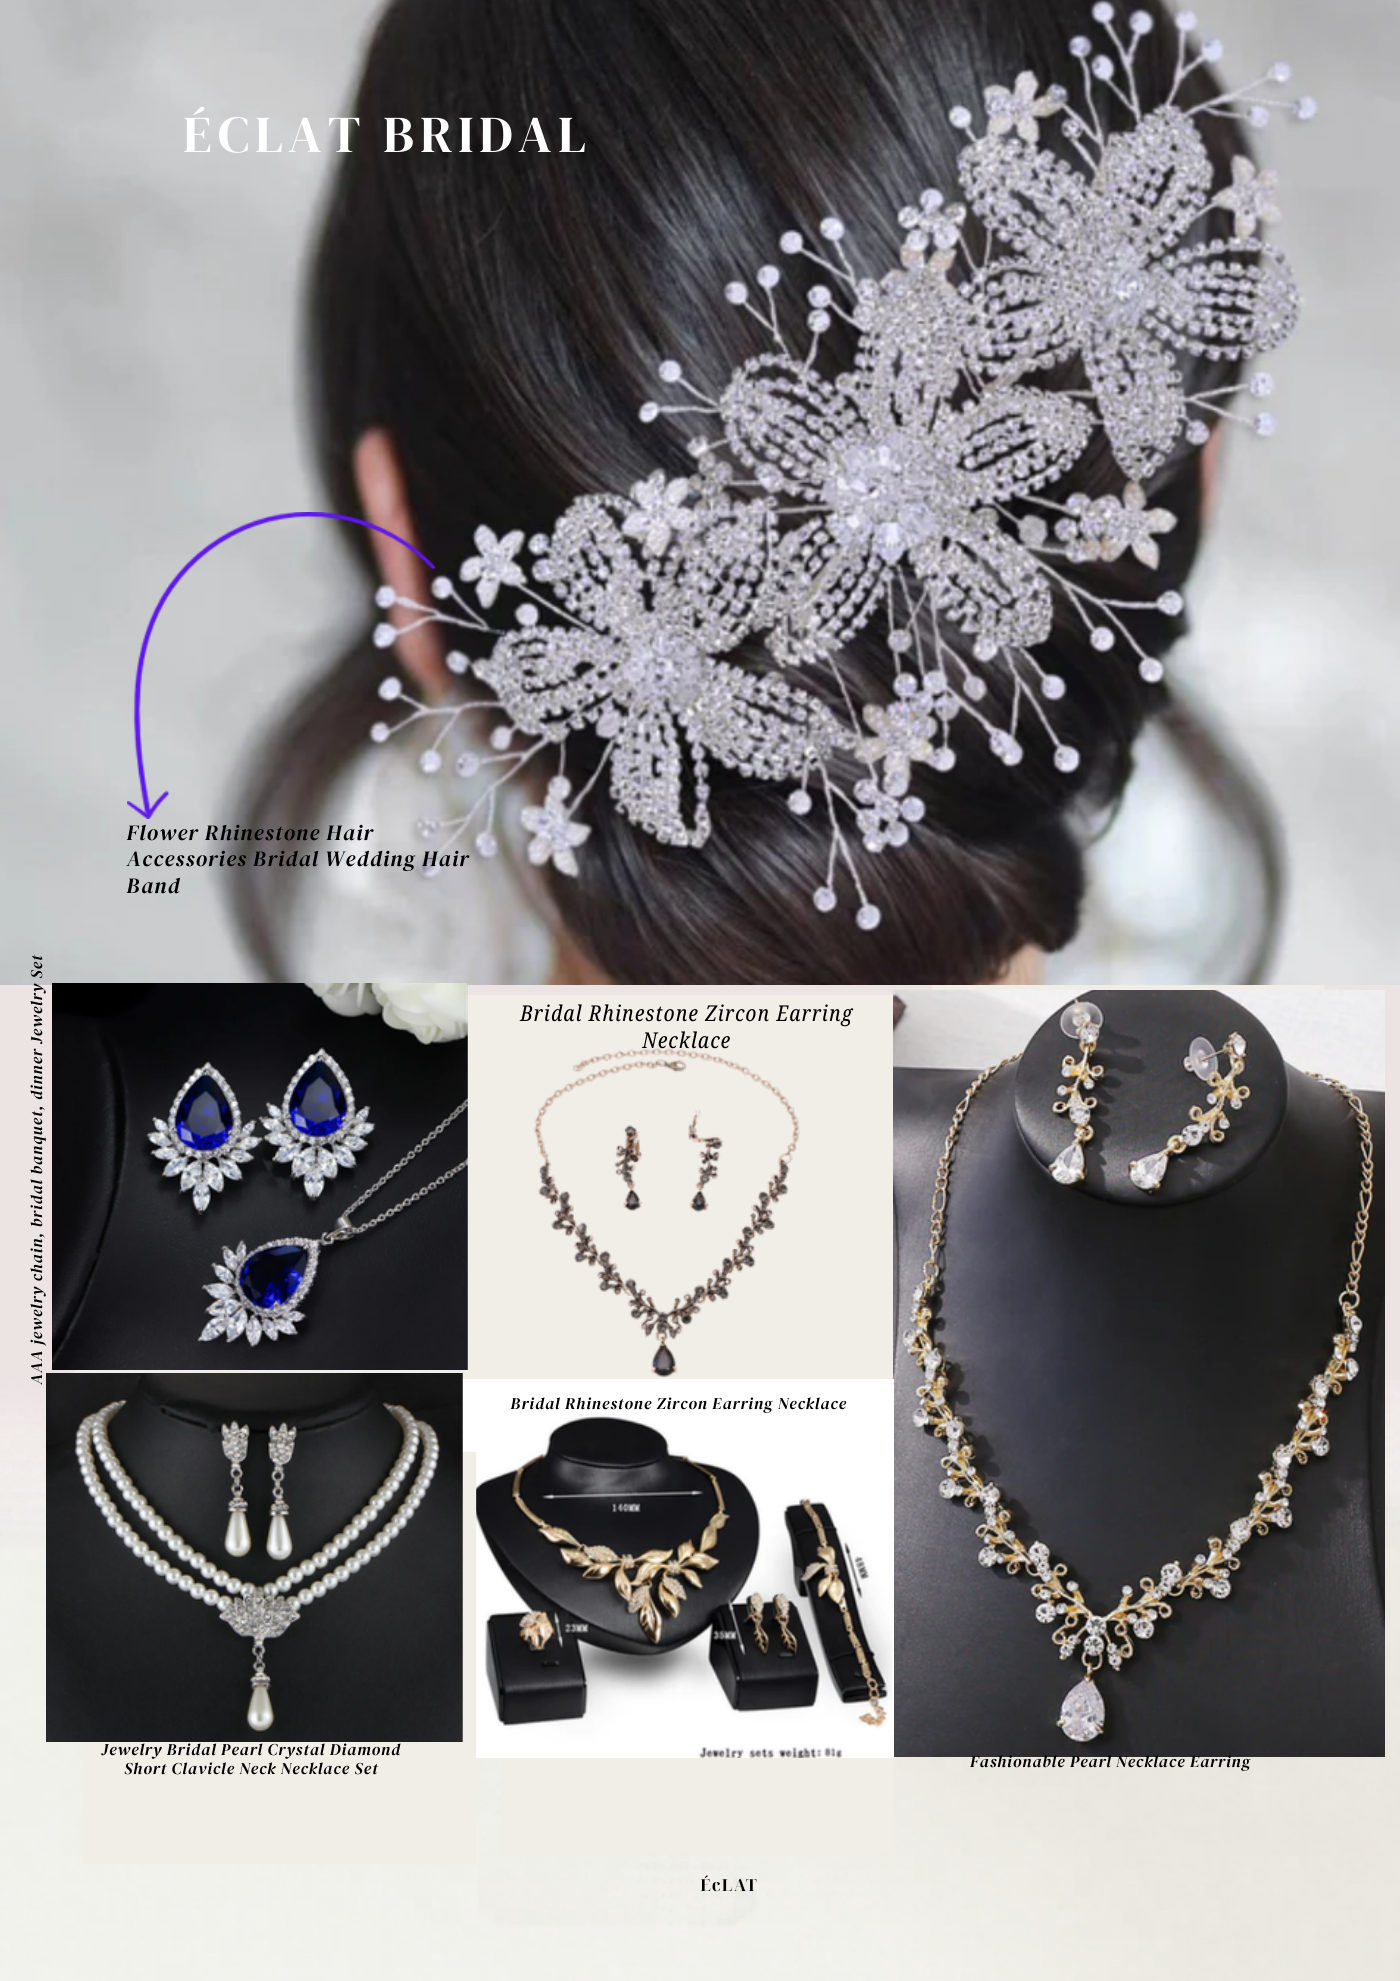 ÉCLAT BRIDAL
Flower Rhinestone Hair
Accessories Bridal Wedding Hair
Band
AAA jewelry chain, bridal banquet, dinner Jewelry Set
Bridal Rhinestone Zircon Earring
Necklace
Bridal Rhinestone Zircon Earring Necklace
140MM
48MM
23MM
35MM
Jewelry sets weight: 81g
Jewelry Bridal Pearl Crystal Diamond
Short Clavicle Neck Necklace Set
Fashionable Pearl Necklace Earring
ÉcLAT